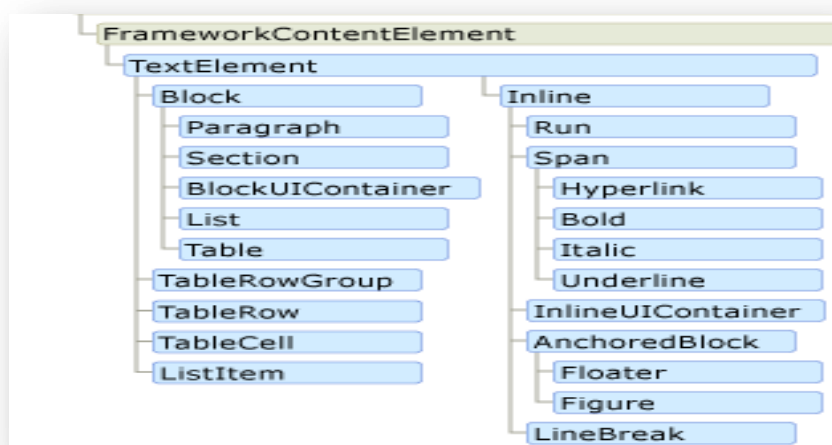 FrameworkContentElement
TextElement
Block
Paragraph
Section
BlockUIContainer
List
Table
TableRowGroup
TableRow
TableCell
ListItem
Inline
Run
Span
Hyperlink
Bold
Italic
Underline
InlineUIContainer
AnchoredBlock
Floater
Figure
LineBreak